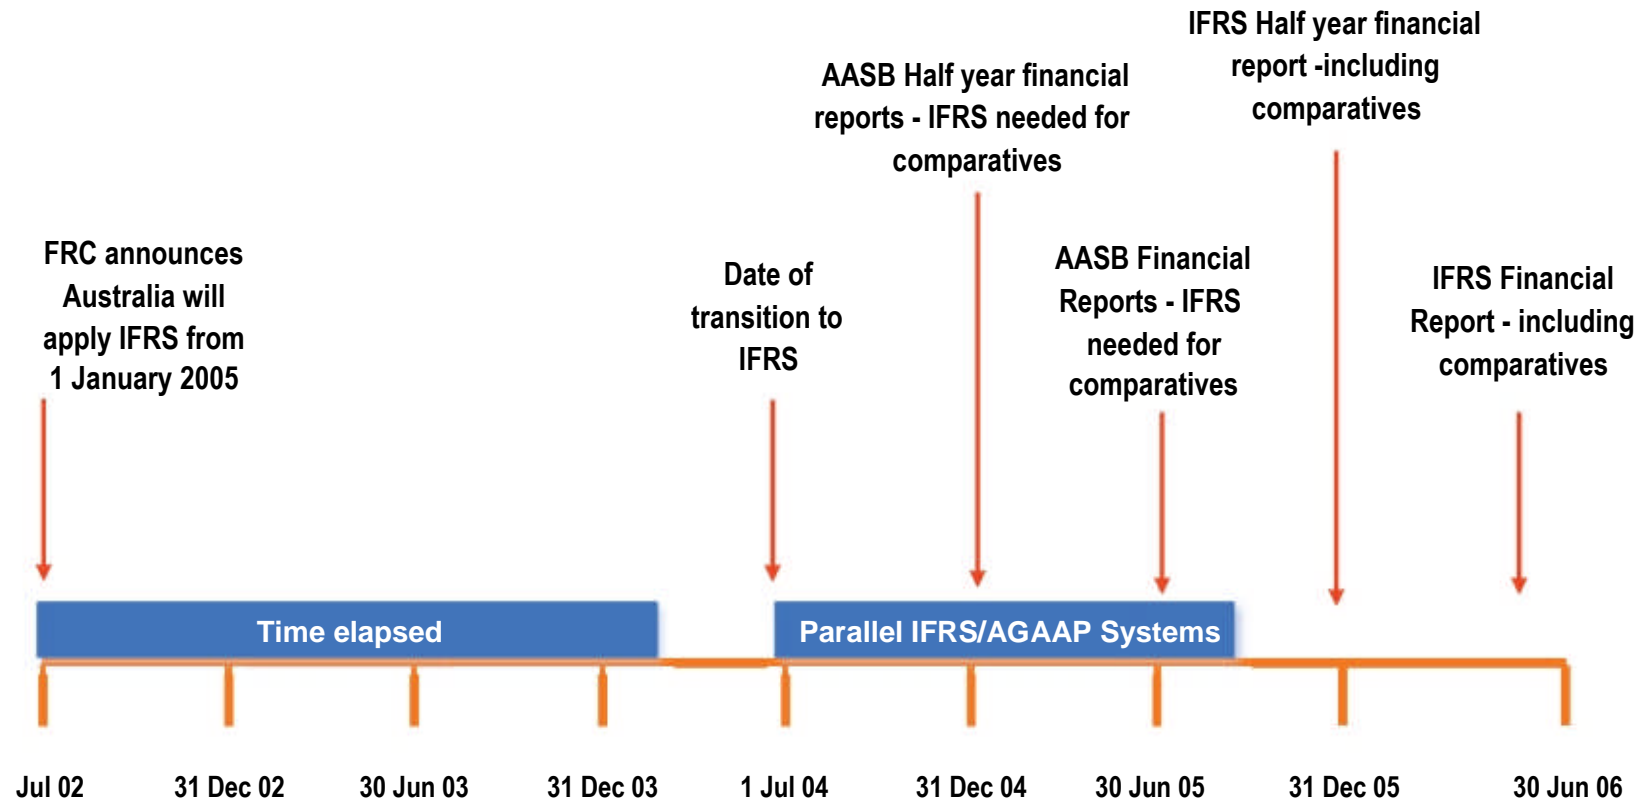 IFRS Half year financial
report -including
comparatives
AASB Half year financial
reports - IFRS needed for
comparatives
FRC announces
Australia will
apply IFRS from
1 January 2005
Date of
transition to
IFRS
AASB Financial
Reports - IFRS
needed for
comparatives
IFRS Financial
Report - including
comparatives
Time elapsed
Parallel IFRS/AGAAP Systems
Jul 02
31 Dec 02
30 Jun 03
31 Dec 03
1 Jul 04
31 Dec 04
30 Jun 05
31 Dec 05
30 Jun 06